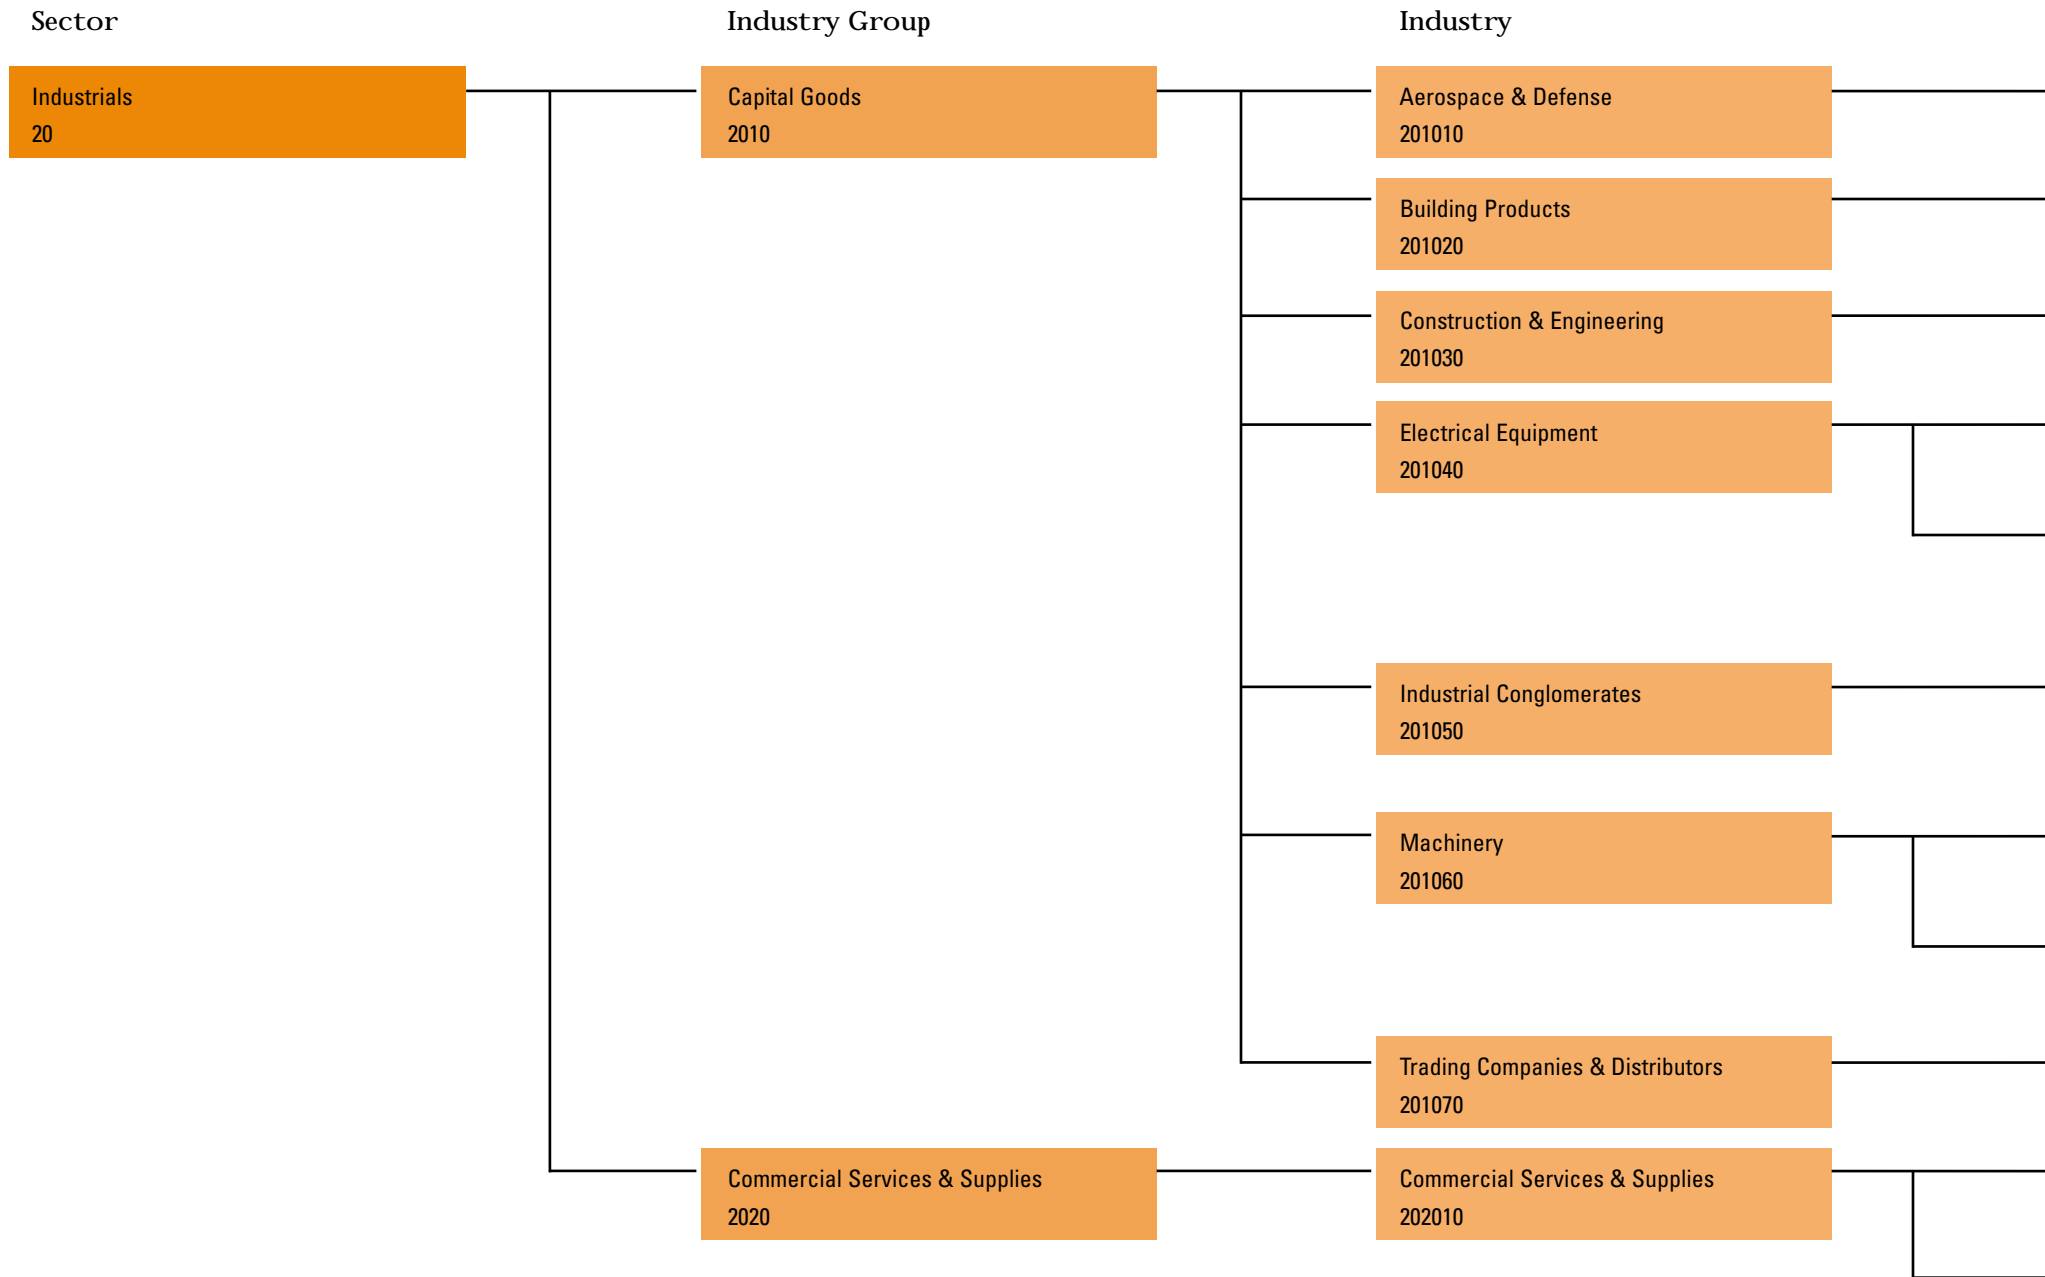 Sector
Industry Group
Industry
Industrials
20
Capital Goods
2010
Aerospace & Defense
201010
Building Products
201020
Construction & Engineering
201030
Electrical Equipment
201040
Industrial Conglomerates
201050
Machinery
201060
Trading Companies & Distributors
201070
Commercial Services & Supplies
2020
Commercial Services & Supplies
202010